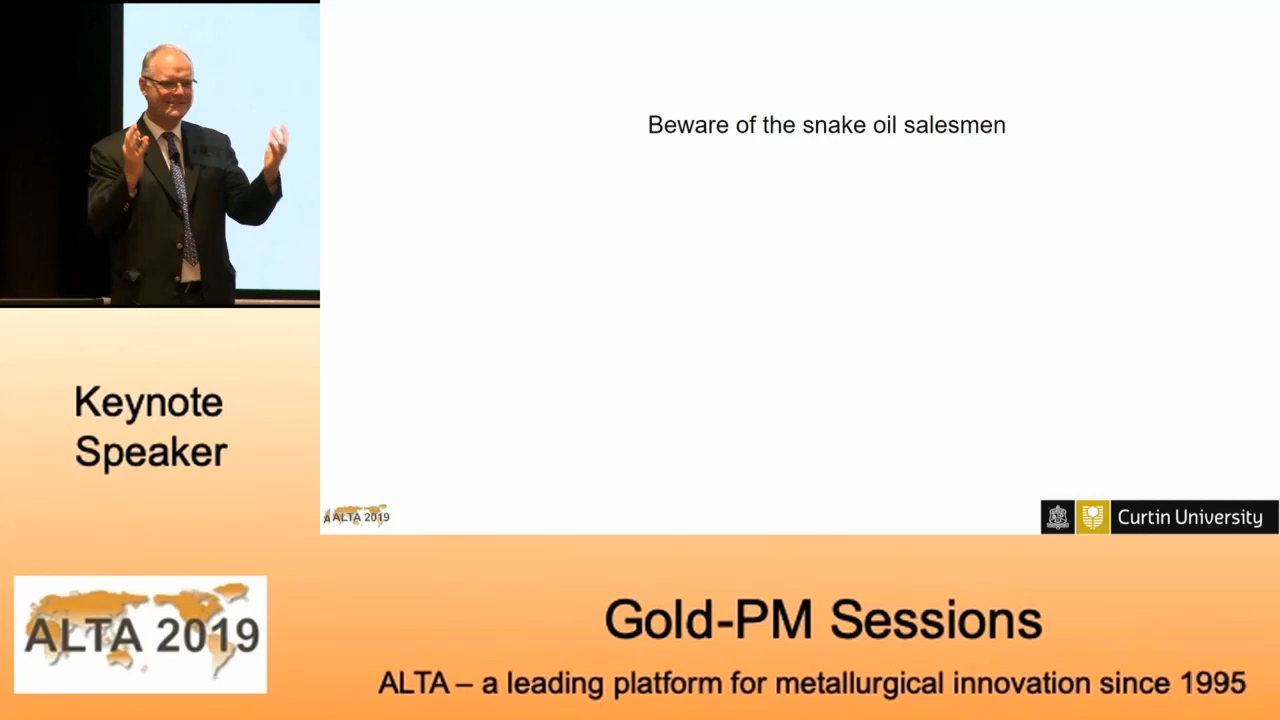 Beware of the snake oil salesmen
ALTA 2019
Curtin University
Keynote
Speaker
ALTA 2019
Gold-PM Sessions
ALTA – a leading platform for metallurgical innovation since 1995